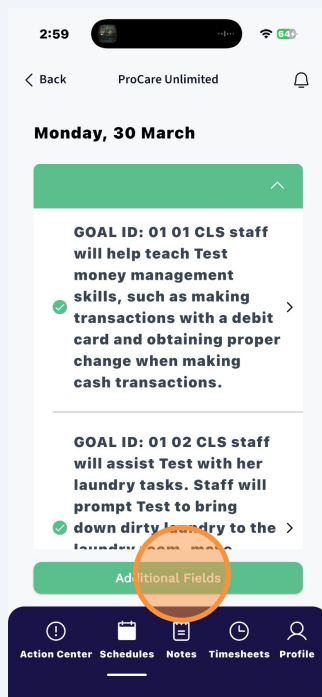 2:59
64
Back
ProCare Unlimited
Monday, 30 March
GOAL ID: 01 01 CLS staff
will help teach Test
money management
skills, such as making
transactions with a debit
card and obtaining proper
change when making
cash transactions.
GOAL ID: 01 02 CLS staff
will assist Test with her
laundry tasks. Staff will
prompt Test to bring
down dirty laundry to the
laundry room, move
Additional Fields
Action Center Schedules Notes Timesheets Profile